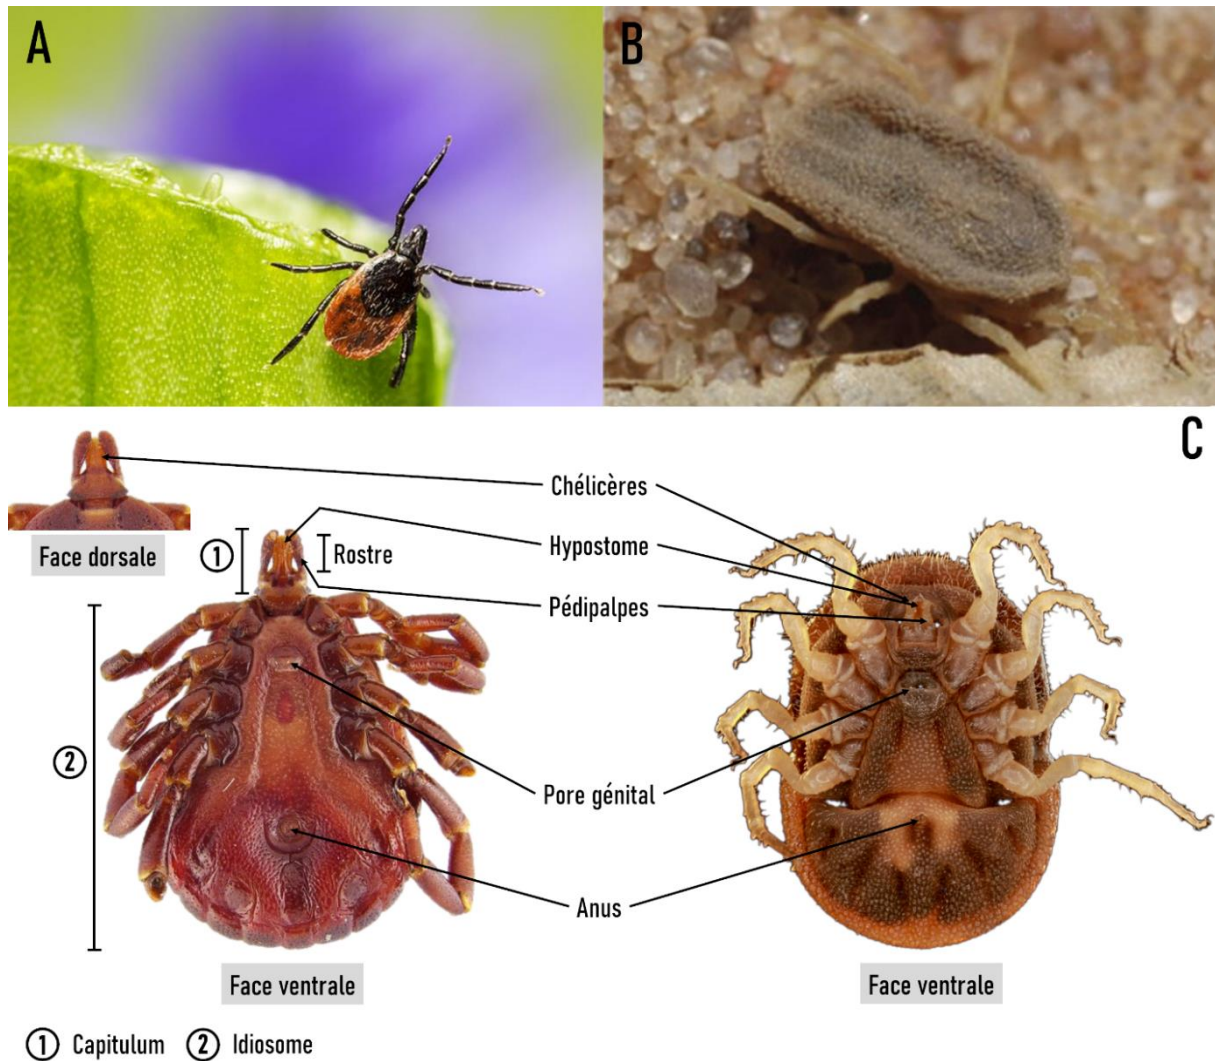 A
B
C
Chélicères
Face dorsale
1
Hypostome
Rostre
Pédipalpes
2
Pore génital
Anus
Face ventrale
Face ventrale
1 Capitulum 2 Idiosome